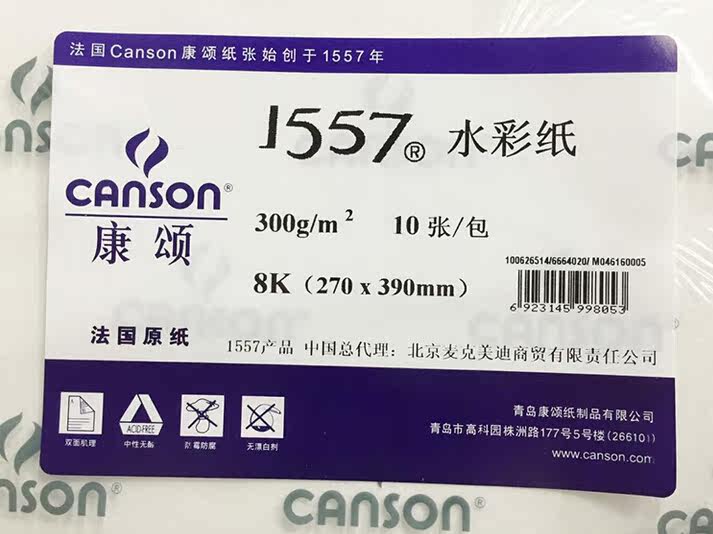 法国Canson康颂纸张始创于1557年
1557® 水彩纸
CANSON®
康颂
300g/m² 10张/包
100626514/6664020/ M046160005
8K（270 x 390mm）
6 923145 998053
法国原纸
1557产品 中国总代理：北京麦克美迪商贸有限责任公司
ACID-FREE
双面肌理 中性无酸 防霉防腐 无漂白剂
青岛康颂纸制品有限公司
青岛市高科园株洲路177号5号楼(266101)
www.canson.com
CANSON®